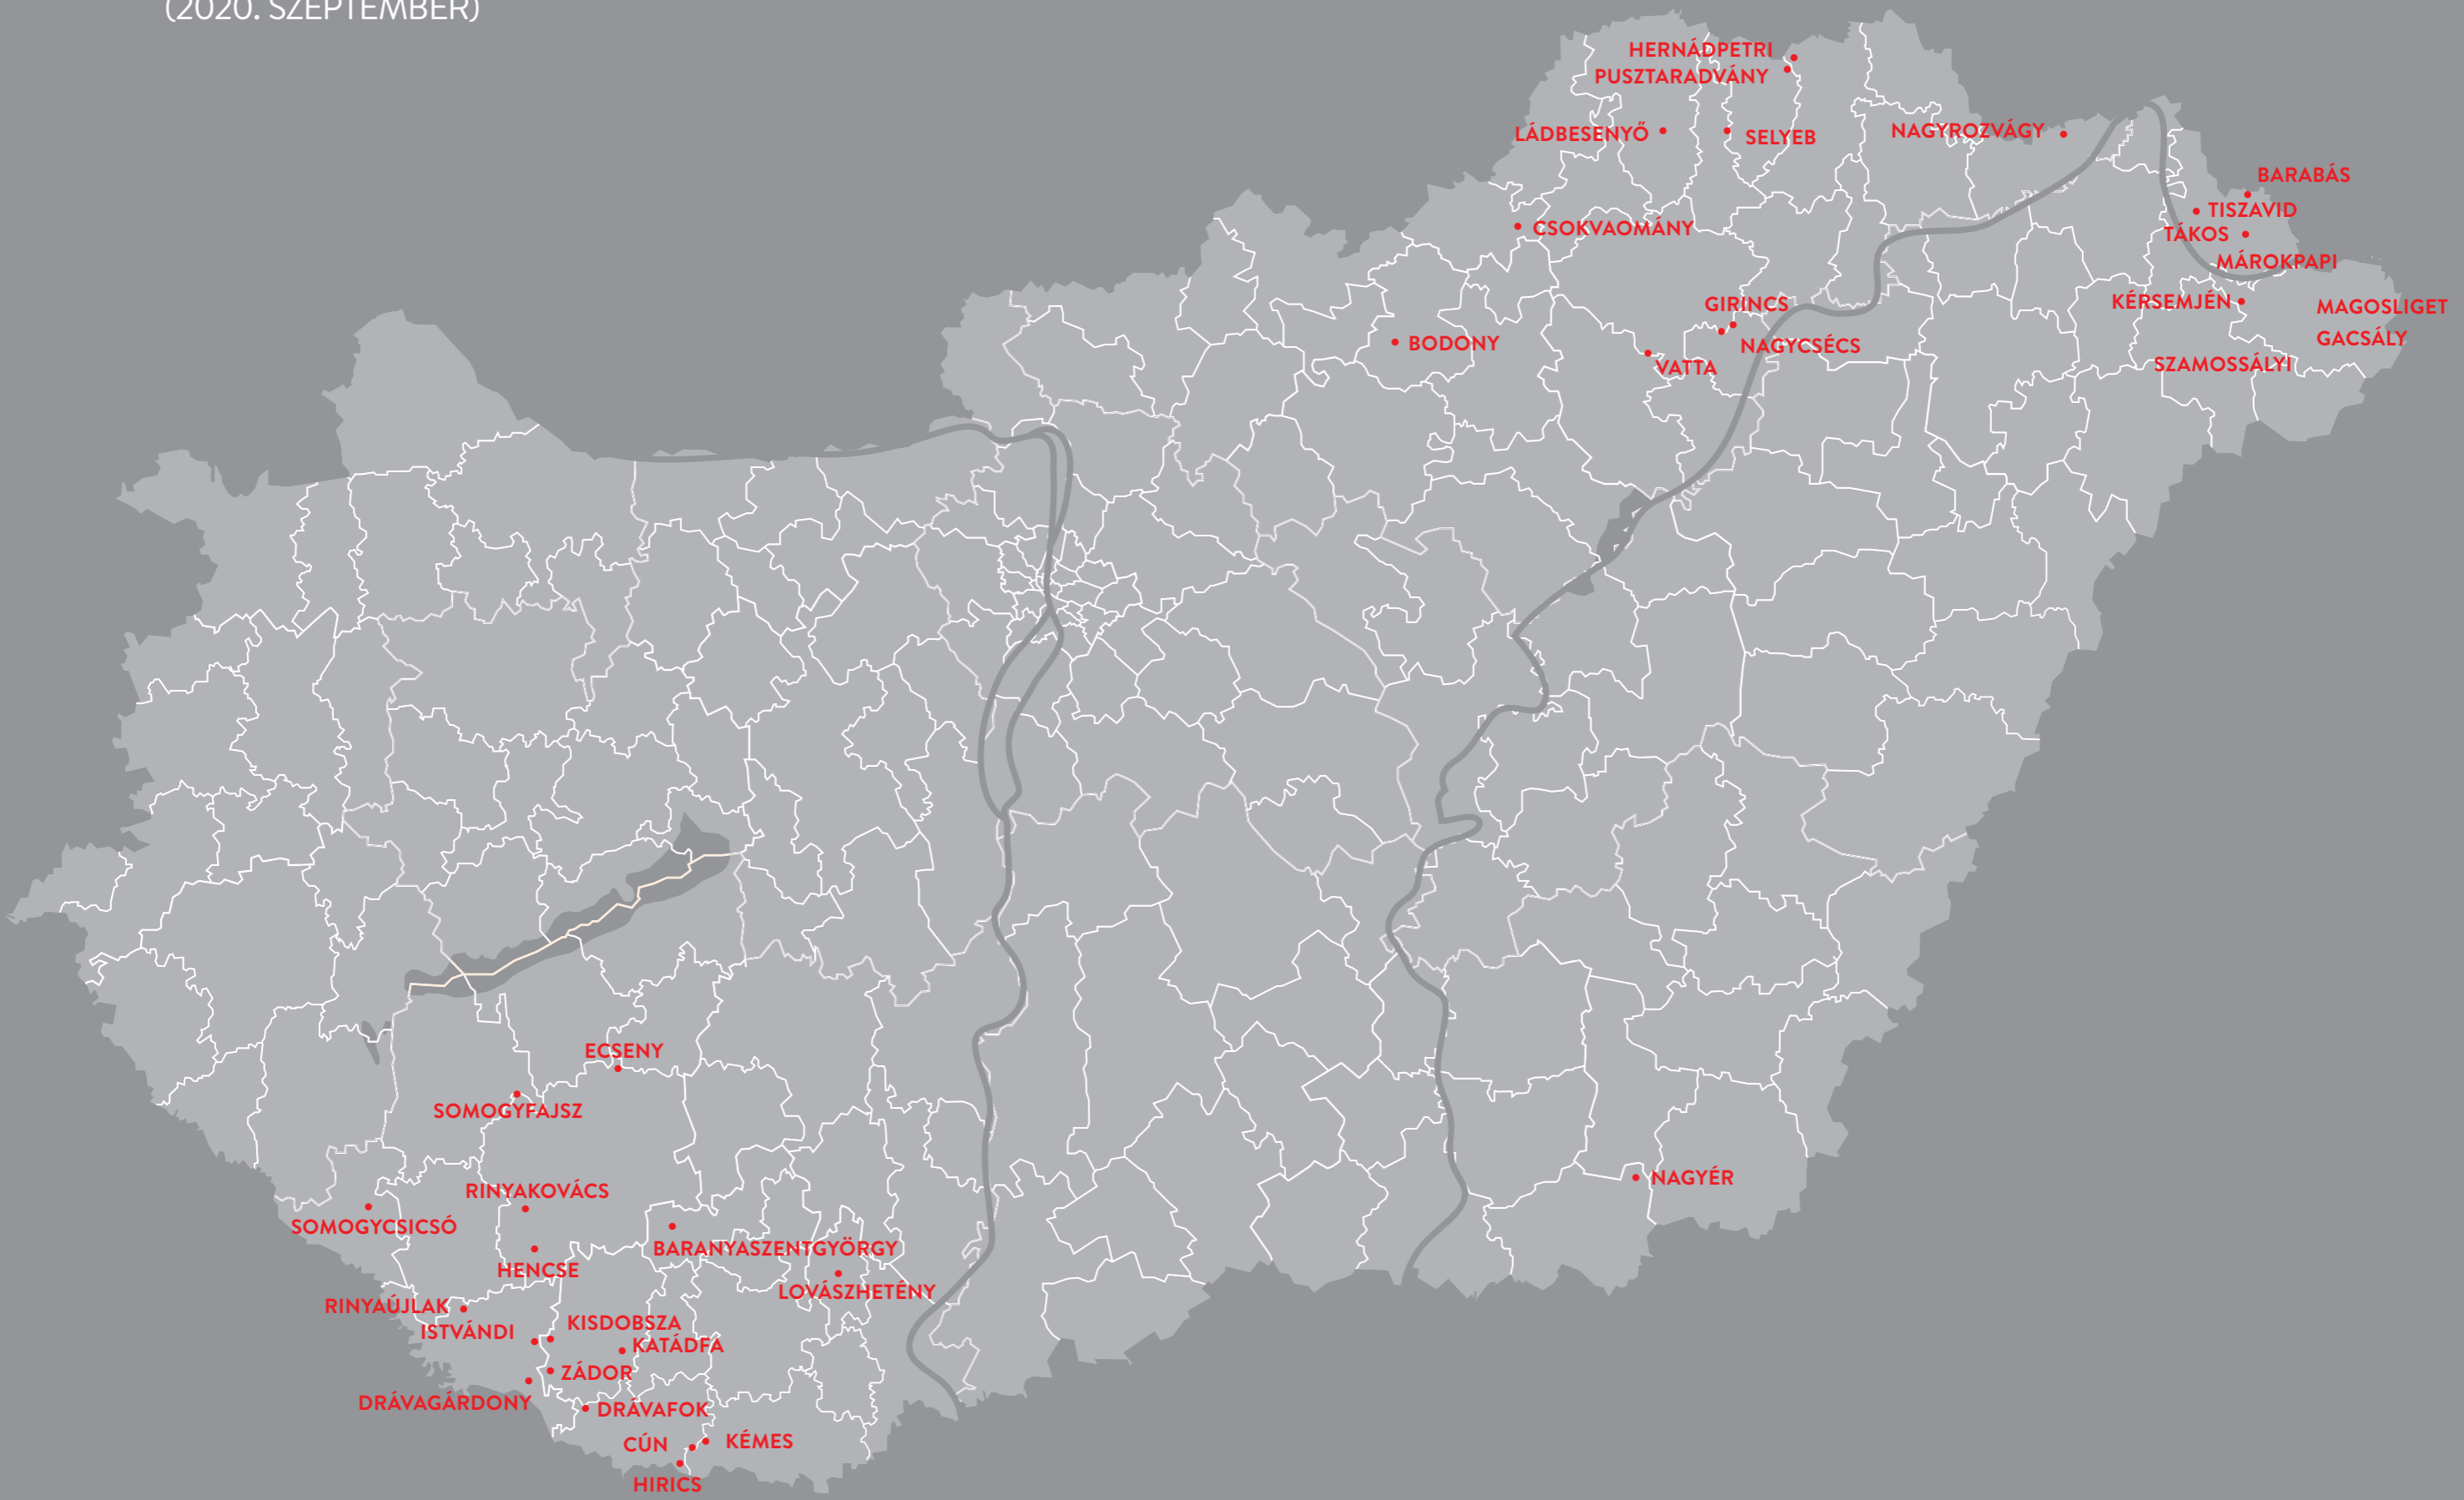 (2020. SZEPTEMBER)
HERNÁDPETRI
PUSZTARADVÁNY
LÁDBESENYŐ
SELYEB
NAGYROZVÁGY
BARABÁS
TISZAVID
TÁKOS
CSOKVAOMÁNY
MÁROKPAPI
KÉRSEMJÉN
GIRINCS
MAGOSLIGET
BODONY
NAGYCSÉCS
GACSÁLY
VATTA
SZAMOSSÁLYI
ECSENY
SOMOGYFAJSZ
NAGYÉR
RINYAKOVÁCS
SOMOGYCSICSÓ
BARANYASZENTGYÖRGY
HENCSE
LOVÁSZHETÉNY
RINYAÚJLAK
KISDOBSZA
ISTVÁNDI
KATÁDFA
ZÁDOR
DRÁVAGÁRDONY
DRÁVAFOK
CÚN
KÉMES
HIRICS